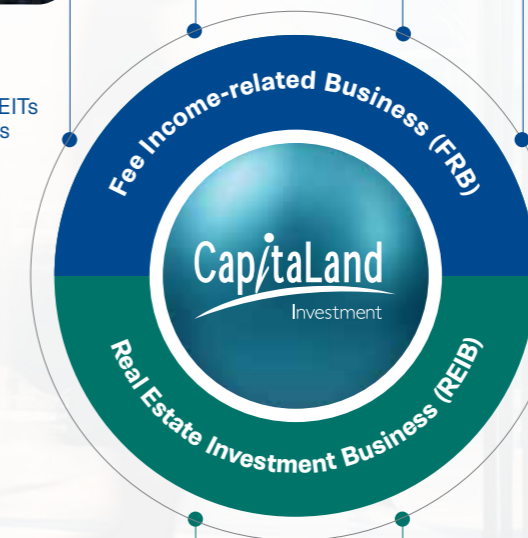 EITs
s
Fee Income-related Business (FRB)
CapitaLand
Investment
Real Estate Investment Business (REIB)